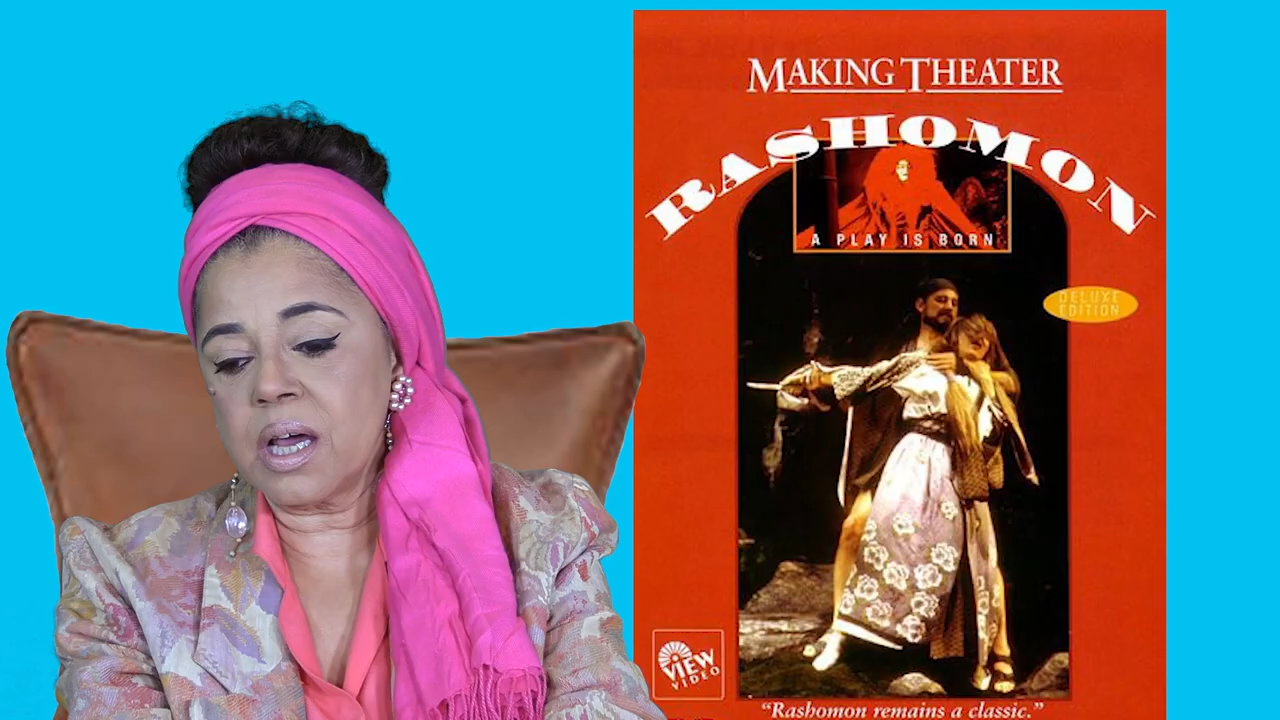 MAKING THEATER
RASHOMON
A PLAY IS BORN
DELUXE
EDITION
VIEW
VIDEO
"Rashomon remains a classic."